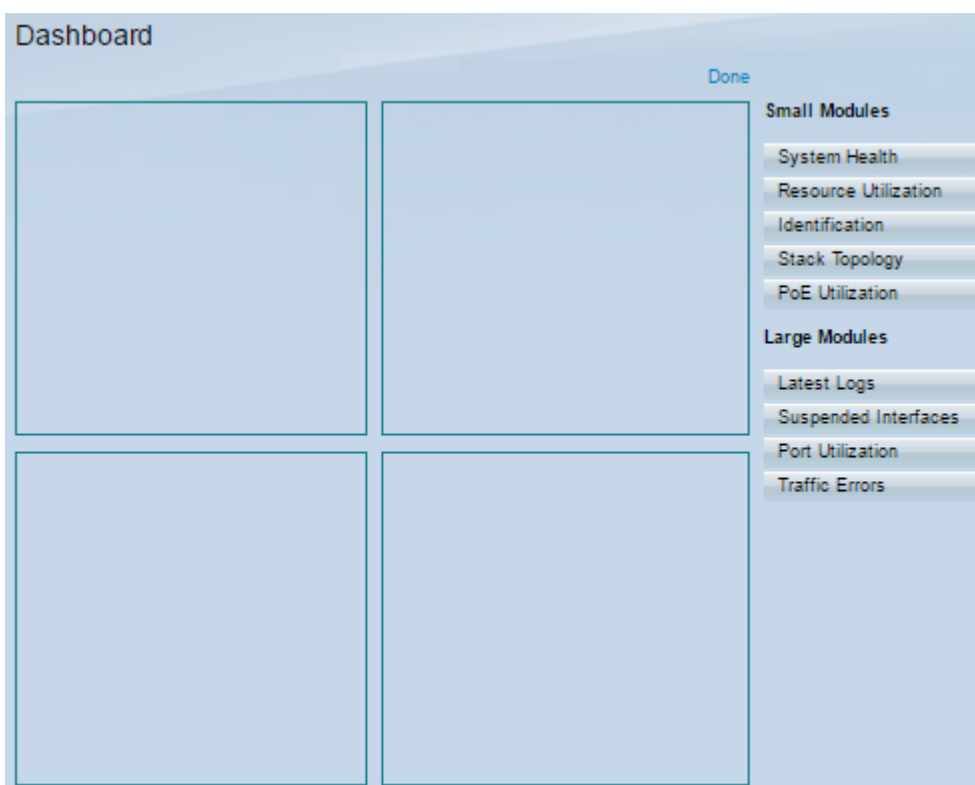 Dashboard
Done
Small Modules
System Health
Resource Utilization
Identification
Stack Topology
PoE Utilization
Large Modules
Latest Logs
Suspended Interfaces
Port Utilization
Traffic Errors